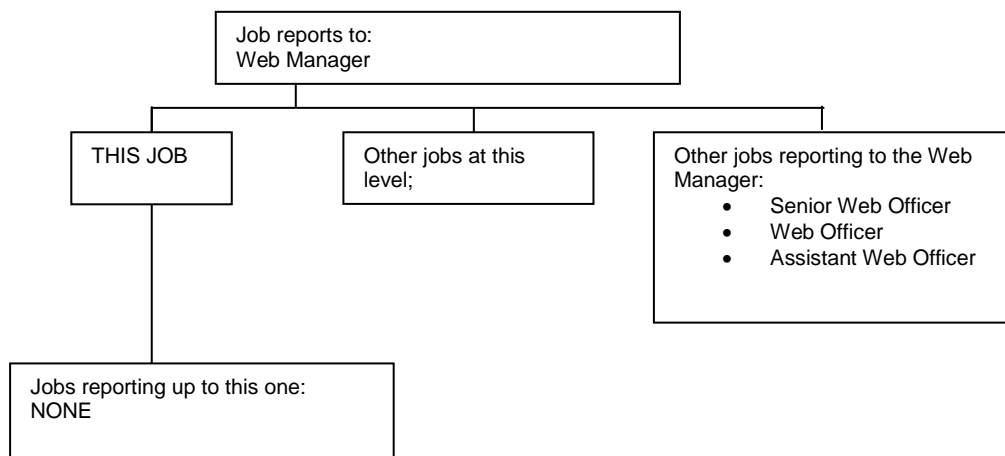 Job reports to:
Web Manager
THIS JOB
Other jobs at this
level;
Other jobs reporting to the Web
Manager:
• Senior Web Officer
• Web Officer
• Assistant Web Officer
Jobs reporting up to this one:
NONE